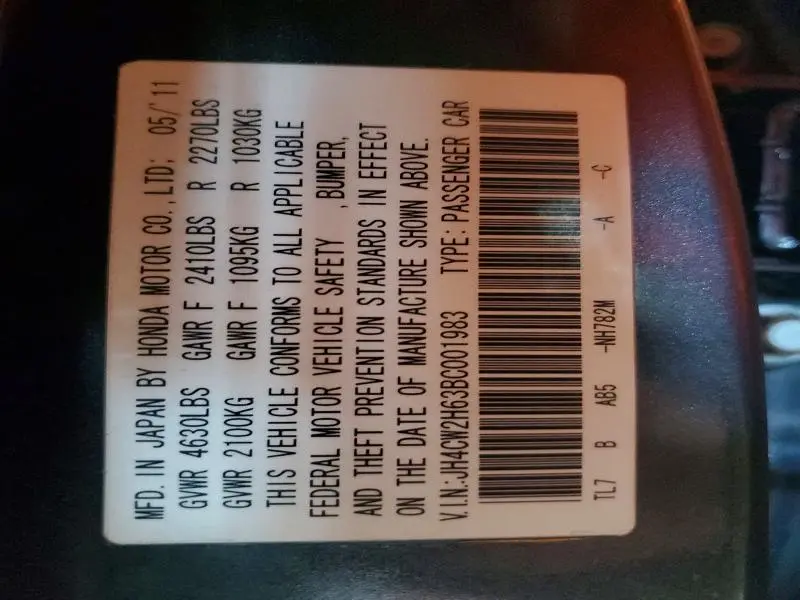 MFD. IN JAPAN BY HONDA MOTOR CO., LTD; 05/'11
GVWR 4630LBS GAWR F 2410LBS R 2270LBS
GVWR 2100KG GAWR F 1095KG R 1030KG
THIS VEHICLE CONFORMS TO ALL APPLICABLE
FEDERAL MOTOR VEHICLE SAFETY , BUMPER,
AND THEFT PREVENTION STANDARDS IN EFFECT
ON THE DATE OF MANUFACTURE SHOWN ABOVE.
V.I.N.:JH4CW2H63BC001983 TYPE: PASSENGER CAR
TL7 B AB5 -NH782M -A -C